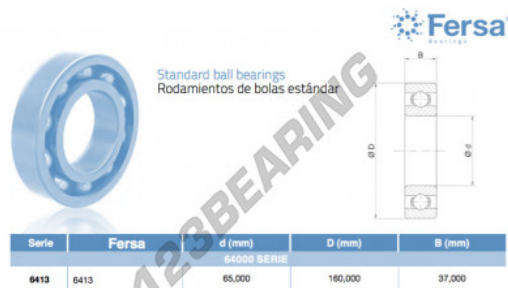 Fersa
Bearings
Standard ball bearings
Rodamientos de bolas estándar
B
Ø D
Ø d
123BEARING
Serie Fersa d (mm) D (mm) B (mm)
64000 SERIE
6413 6413 65,000 160,000 37,000